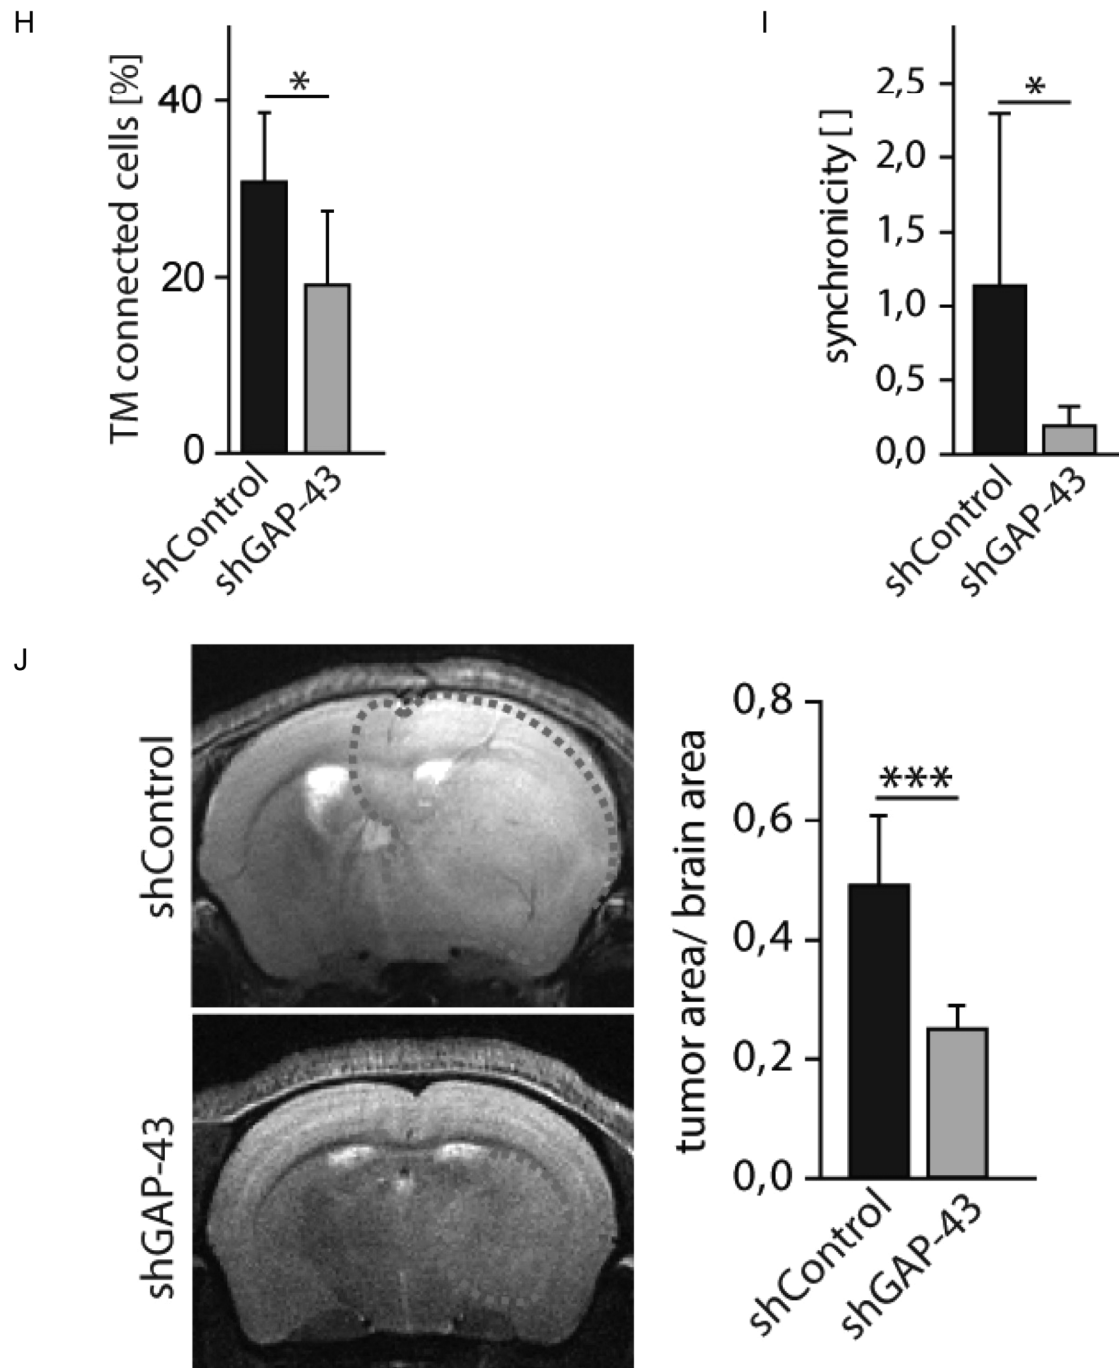 H
TM connected cells [%]
40
20
0
*
shControl
shGAP-43
I
synchronicity [ ]
2,5
2,0
1,5
1,0
0,5
0,0
*
shControl
shGAP-43
J
shControl
shGAP-43
tumor area/ brain area
0,8
0,6
0,4
0,2
0,0
***
shControl
shGAP-43